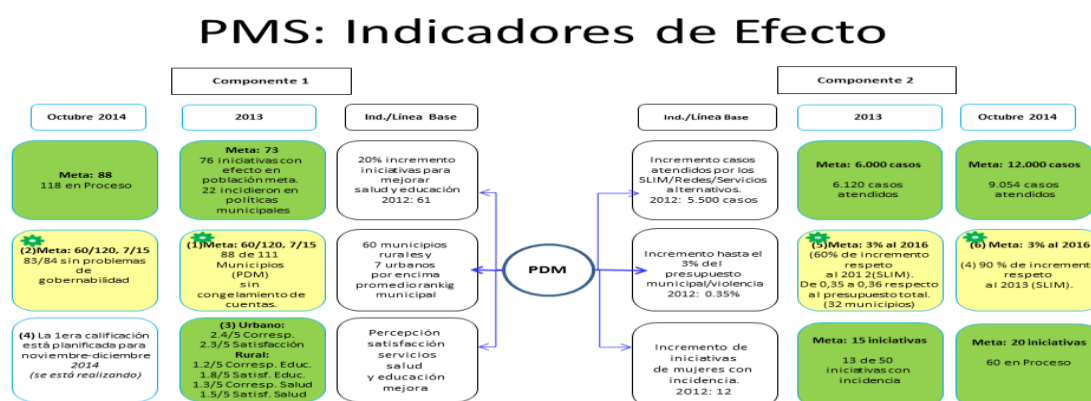 PMS: Indicadores de Efecto
Componente 1
Componente 2
Octubre 2014
2013
Ind./Línea Base
Ind./Línea Base
2013
Octubre 2014
Meta: 88
118 en Proceso
Meta: 73
76 iniciativas con
efecto en
población meta.
22 incidieron en
políticas
municipales
20% incremento
iniciativas para
mejorar
salud y educación
2012: 61
Incremento casos
atendidos por los
SLIM/Redes/Servicios
alternativos.
2012: 5.500 casos
Meta: 6.000 casos
6.120 casos
atendidos
Meta: 12.000 casos
9.054 casos
atendidos
(2)Meta: 60/120, 7/15
83/84 sin problemas
de
gobernabilidad
(1)Meta: 60/120, 7/15
88 de 111
Municipios
(PDM)
sin
congelamiento de
cuentas.
60 municipios
rurales y
7 urbanos
por encima
promedio rankig
municipal
PDM
Incremento hasta el
3% del
presupuesto
municipal/violencia
2012: 0.35%
(5)Meta: 3% al 2016
(60% de incremento
respeto
al 2012(SLIM).
De 0,35 a 0,36 respecto
al presupuesto total.
(32 municipios)
(6) Meta: 3% al 2016
(4) 90 % de incremento
respeto
al 2013 (SLIM).
(4) La 1era calificación
está planificada para
noviembre-diciembre
2014
(se está realizando)
(3) Urbano:
2.4/5 Corresp.
2.3/5 Satisfacción
Rural:
1.2/5 Corresp. Educ.
1.8/5 Satisf. Educ.
1.3/5 Corresp. Salud
1.5/5 Satisf. Salud
Percepción
satisfacción
servicios
salud
y educación
mejora
Incremento de
iniciativas
de mujeres con
incidencia.
2012: 12
Meta: 15 iniciativas
13 de 50
iniciativas con
incidencia
Meta: 20 iniciativas
60 en Proceso